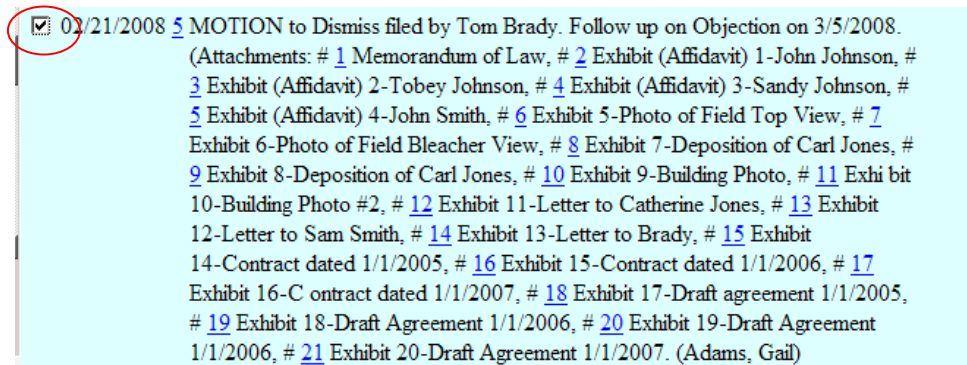 02/21/2008 5 MOTION to Dismiss filed by Tom Brady. Follow up on Objection on 3/5/2008.
(Attachments: # 1 Memorandum of Law, # 2 Exhibit (Affidavit) 1-John Johnson, #
3 Exhibit (Affidavit) 2-Tobey Johnson, # 4 Exhibit (Affidavit) 3-Sandy Johnson, #
5 Exhibit (Affidavit) 4-John Smith, # 6 Exhibit 5-Photo of Field Top View, # 7
Exhibit 6-Photo of Field Bleacher View, # 8 Exhibit 7-Deposition of Carl Jones, #
9 Exhibit 8-Deposition of Carl Jones, # 10 Exhibit 9-Building Photo, # 11 Exhi bit
10-Building Photo #2, # 12 Exhibit 11-Letter to Catherine Jones, # 13 Exhibit
12-Letter to Sam Smith, # 14 Exhibit 13-Letter to Brady, # 15 Exhibit
14-Contract dated 1/1/2005, # 16 Exhibit 15-Contract dated 1/1/2006, # 17
Exhibit 16-C ontract dated 1/1/2007, # 18 Exhibit 17-Draft agreement 1/1/2005,
# 19 Exhibit 18-Draft Agreement 1/1/2006, # 20 Exhibit 19-Draft Agreement
1/1/2006, # 21 Exhibit 20-Draft Agreement 1/1/2007. (Adams, Gail)